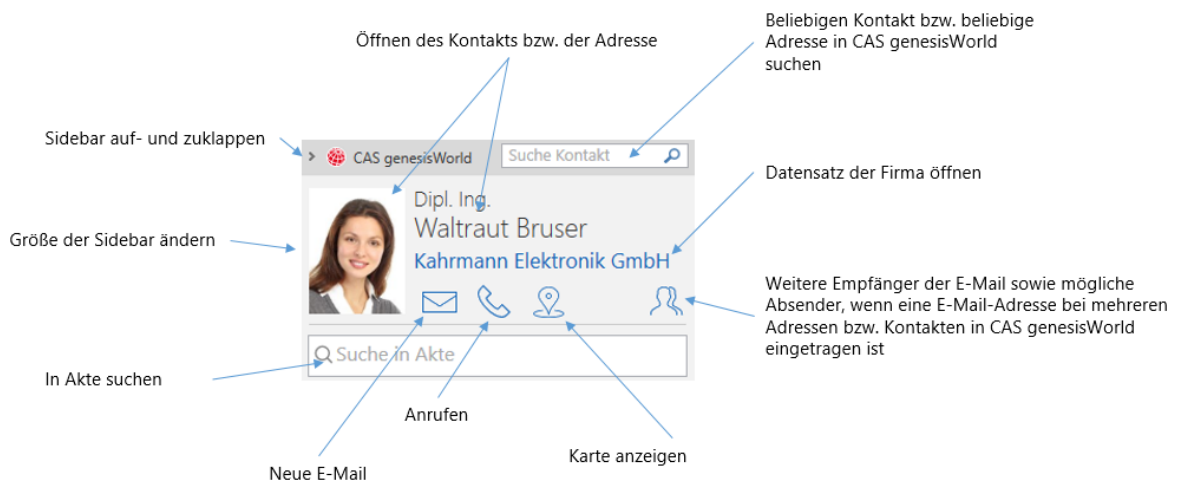 Beliebigen Kontakt bzw. beliebige
Adresse in CAS genesisWorld
suchen
Öffnen des Kontakts bzw. der Adresse
Sidebar auf- und zuklappen
CAS genesisWorld
Suche Kontakt
Datensatz der Firma öffnen
Dipl. Ing.
Waltraut Bruser
Kahrmann Elektronik GmbH
Größe der Sidebar ändern
Weitere Empfänger der E-Mail sowie mögliche
Absender, wenn eine E-Mail-Adresse bei mehreren
Adressen bzw. Kontakten in CAS genesisWorld
eingetragen ist
Suche in Akte
In Akte suchen
Anrufen
Karte anzeigen
Neue E-Mail